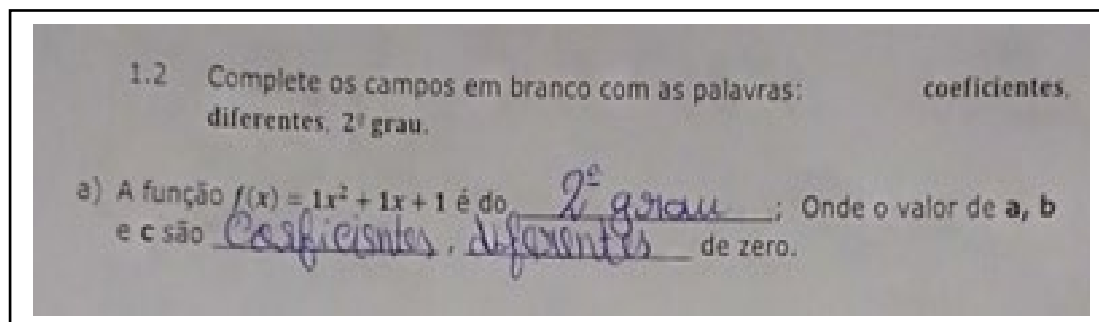 1.2 Complete os campos em branco com as palavras: coeficientes,
diferentes, 2º grau.
a) A função f(x) = 1x² + 1x + 1 é do 2º grau; Onde o valor de a, b
e c são Coeficientes, diferentes de zero.